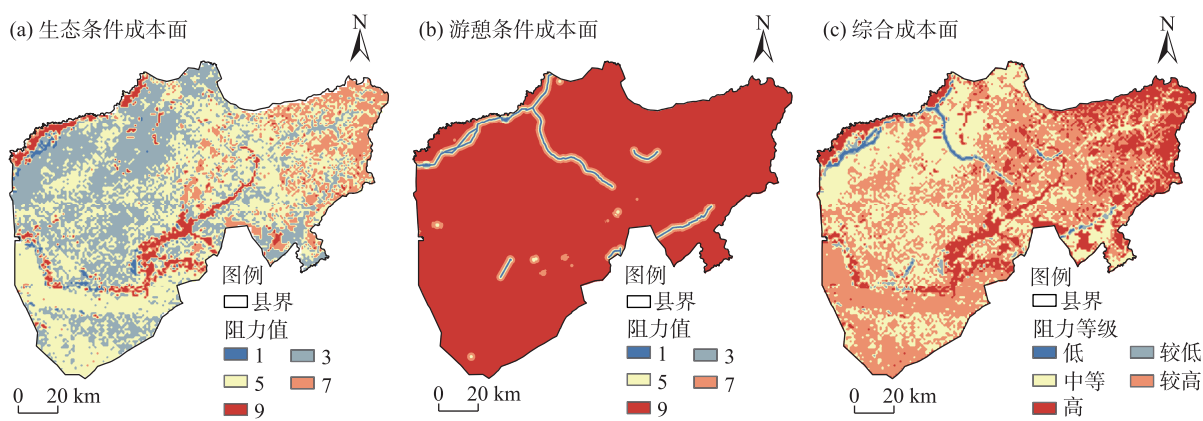 (a) 生态条件成本面
N
图例
县界
阻力值
1 3
5 7
9
0 20 km
(b) 游憩条件成本面
N
图例
县界
阻力值
1 3
5 7
9
0 20 km
(c) 综合成本面
N
图例
县界
阻力等级
低 较低
中等 较高
高
0 20 km